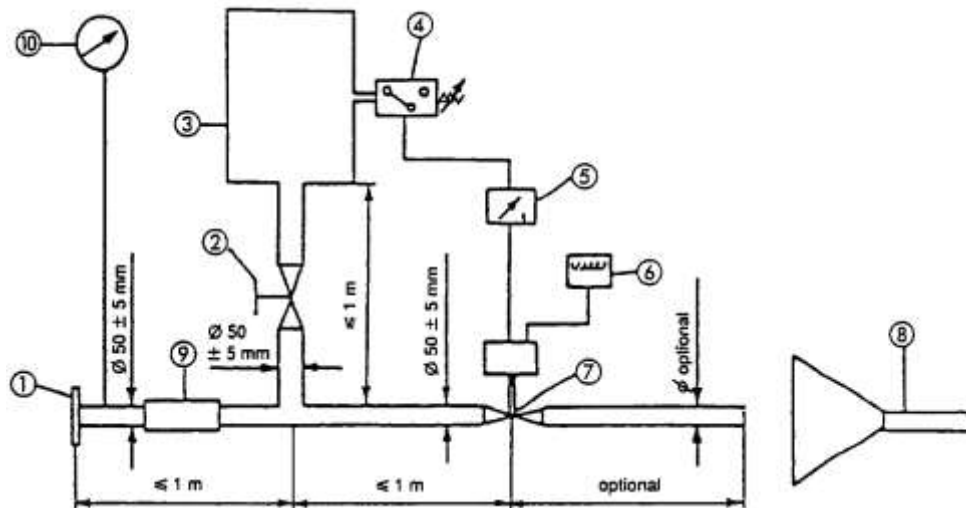 ⑩
④
③
⑤
②
⑥
Ø 50 ± 5 mm
Ø 50
± 5 mm
≤ 1 m
Ø 50 ± 5 mm
Ø optional
①
⑨
⑦
⑧
≤ 1 m
≤ 1 m
optional